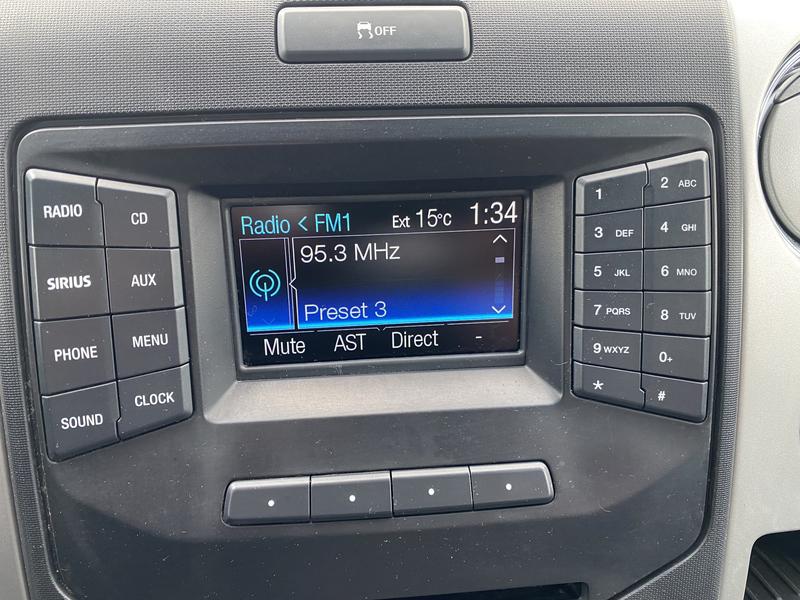 OFF
RADIO
CD
SIRIUS
AUX
PHONE
MENU
SOUND
CLOCK
Radio < FM1
Ext 15°C
1:34
95.3 MHz
Preset 3
Mute AST Direct -
1
2 ABC
3 DEF
4 GHI
5 JKL
6 MNO
7 PQRS
8 TUV
9 WXYZ
0+
*
#